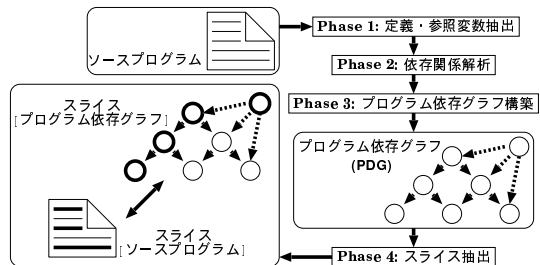 ソースプログラム
Phase 1: 定義・参照変数抽出
Phase 2: 依存関係解析
Phase 3: プログラム依存グラフ構築
プログラム依存グラフ
(PDG)
Phase 4: スライス抽出
スライス
[プログラム依存グラフ]
スライス
[ソースプログラム]